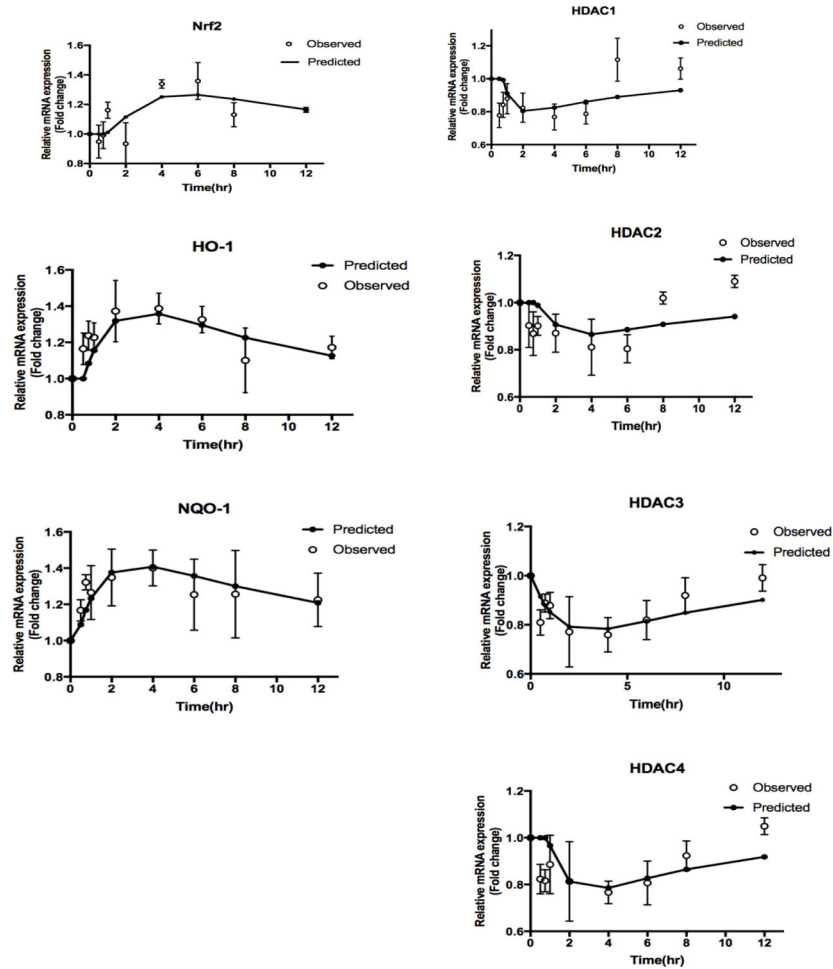 Nrf2
Relative mRNA expression
(Fold change)
1.6
1.4
1.2
1.0
0.8
0 2 4 6 8 10 12
Time(hr)
Observed
Predicted
HDAC1
Relative mRNA expression
(Fold change)
1.2
1.0
0.8
0.6
0 2 4 6 8 10 12
Time(hr)
Observed
Predicted
HO-1
Relative mRNA expression
(Fold change)
1.6
1.4
1.2
1.0
0.8
0 2 4 6 8 10 12
Time(hr)
Predicted
Observed
HDAC2
Relative mRNA expression
(Fold change)
1.2
1.0
0.8
0.6
0 2 4 6 8 10 12
Time(hr)
Observed
Predicted
NQO-1
Relative mRNA expression
(Fold change)
1.6
1.4
1.2
1.0
0.8
0 2 4 6 8 10 12
Time(hr)
Predicted
Observed
HDAC3
Relative mRNA expression
(Fold change)
1.2
1.0
0.8
0.6
5 10
Time(hr)
Observed
Predicted
HDAC4
Relative mRNA expression
(Fold change)
1.2
1.0
0.8
0.6
0 2 4 6 8 10 12
Time(hr)
Observed
Predicted